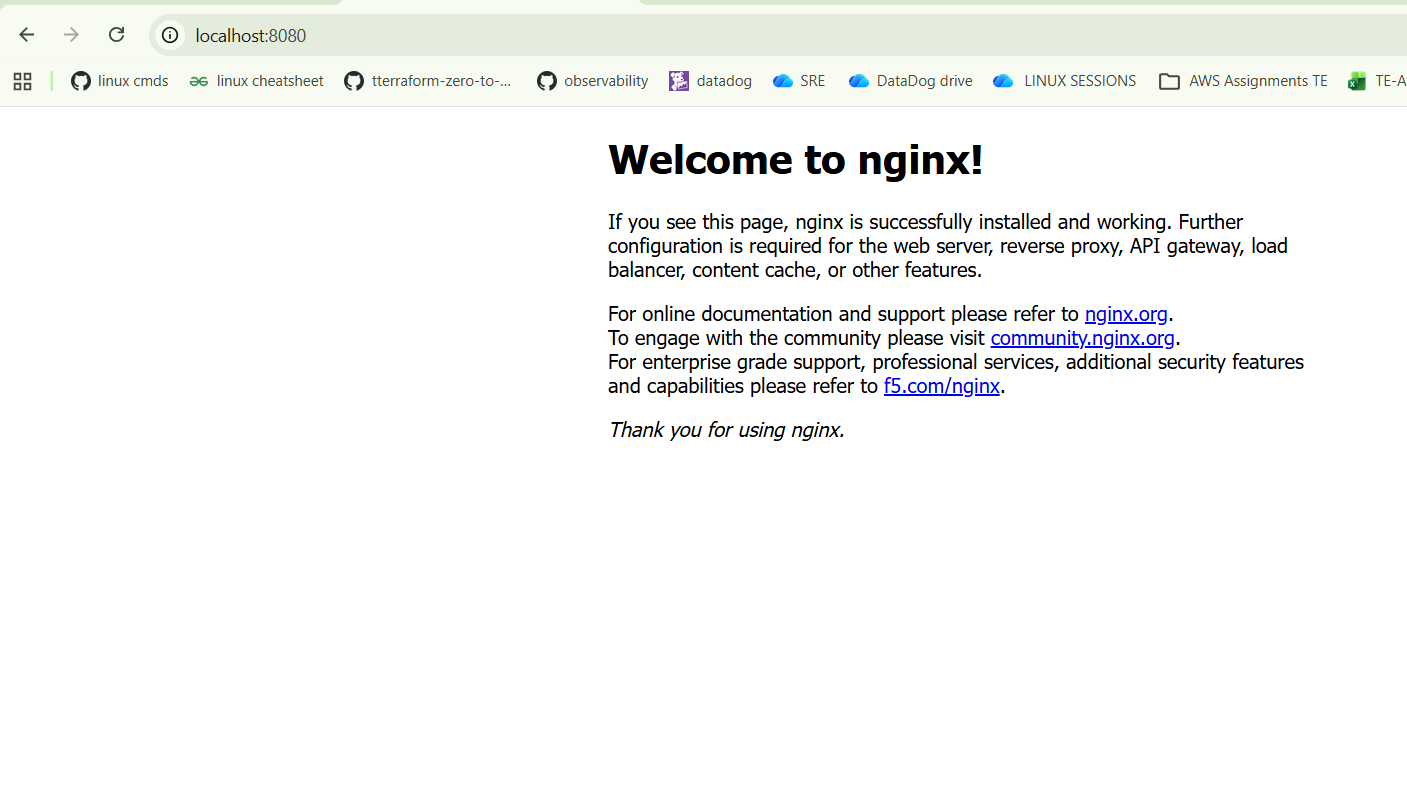 localhost:8080
linux cmds linux cheatsheet tterraform-zero-to-... observability datadog SRE DataDog drive LINUX SESSIONS AWS Assignments TE TE-A
Welcome to nginx!
If you see this page, nginx is successfully installed and working. Further
configuration is required for the web server, reverse proxy, API gateway, load
balancer, content cache, or other features.
For online documentation and support please refer to nginx.org.
To engage with the community please visit community.nginx.org.
For enterprise grade support, professional services, additional security features
and capabilities please refer to f5.com/nginx.
Thank you for using nginx.